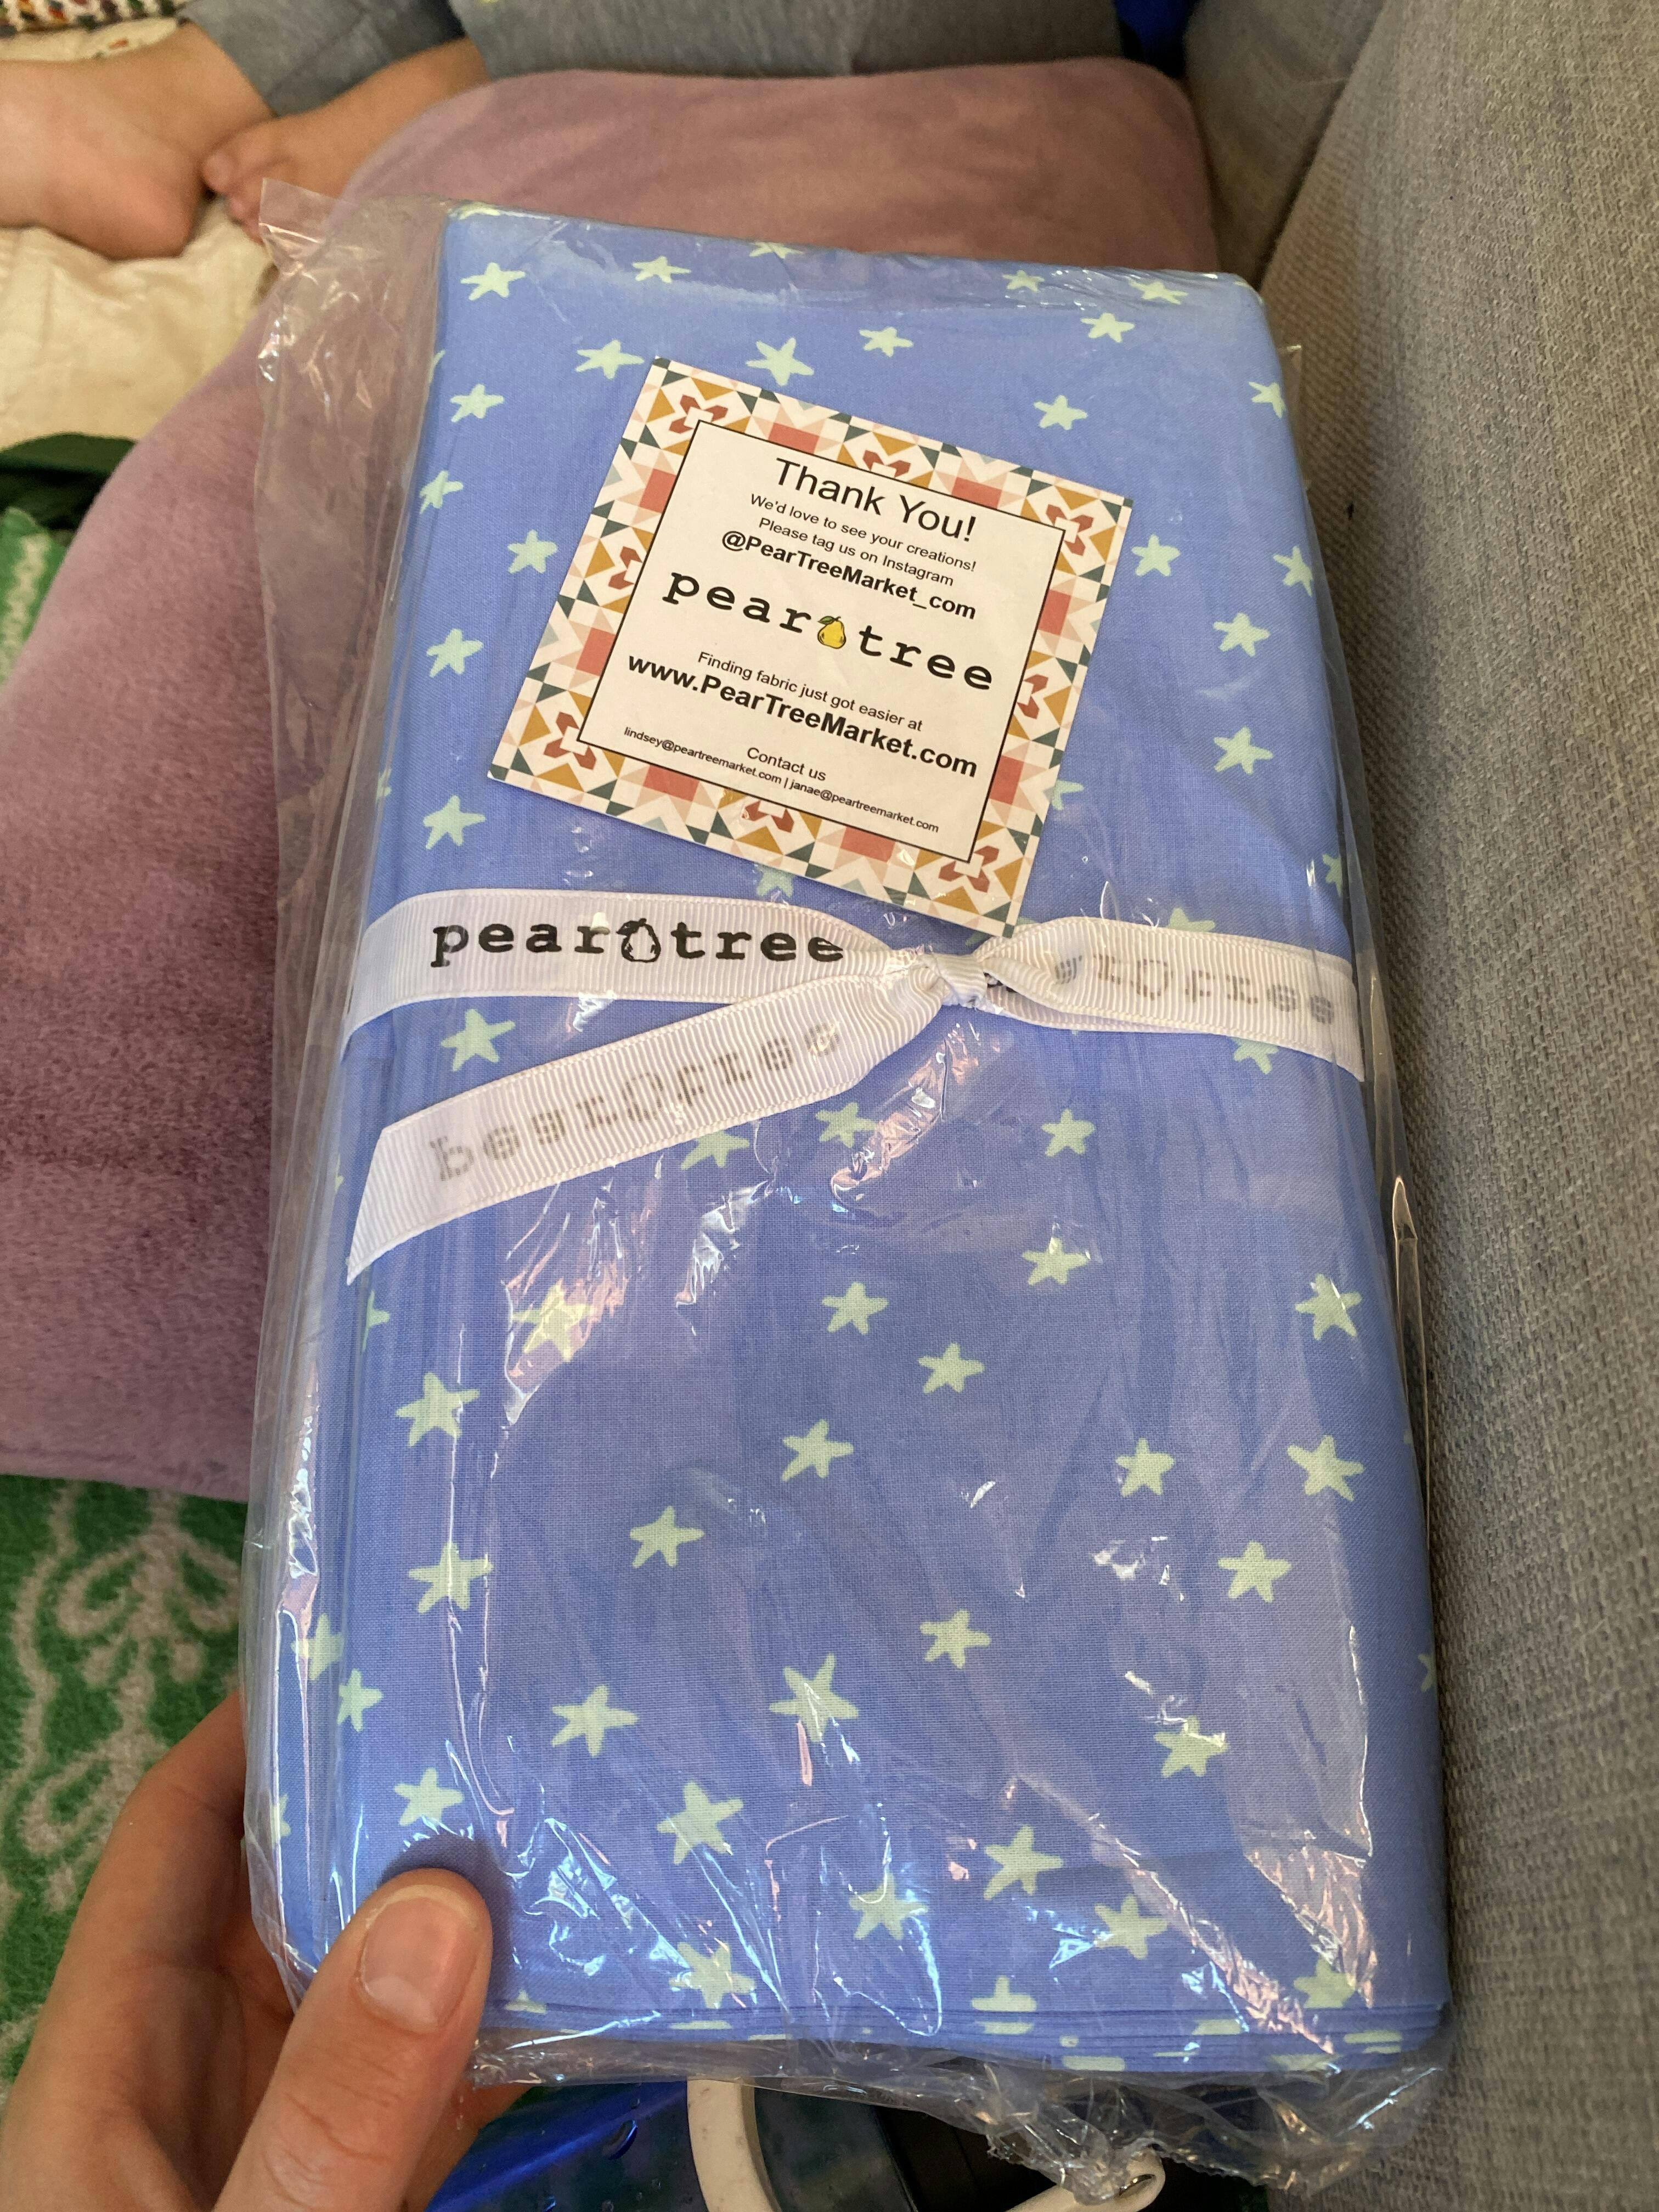 Thank You!
We'd love to see your creations!
Please tag us on Instagram
@PearTreeMarket_com
pear tree
Finding fabric just got easier at
www.PearTreeMarket.com
Contact us
lindsey@peartreemarket.com | janae@peartreemarket.com
pear tree